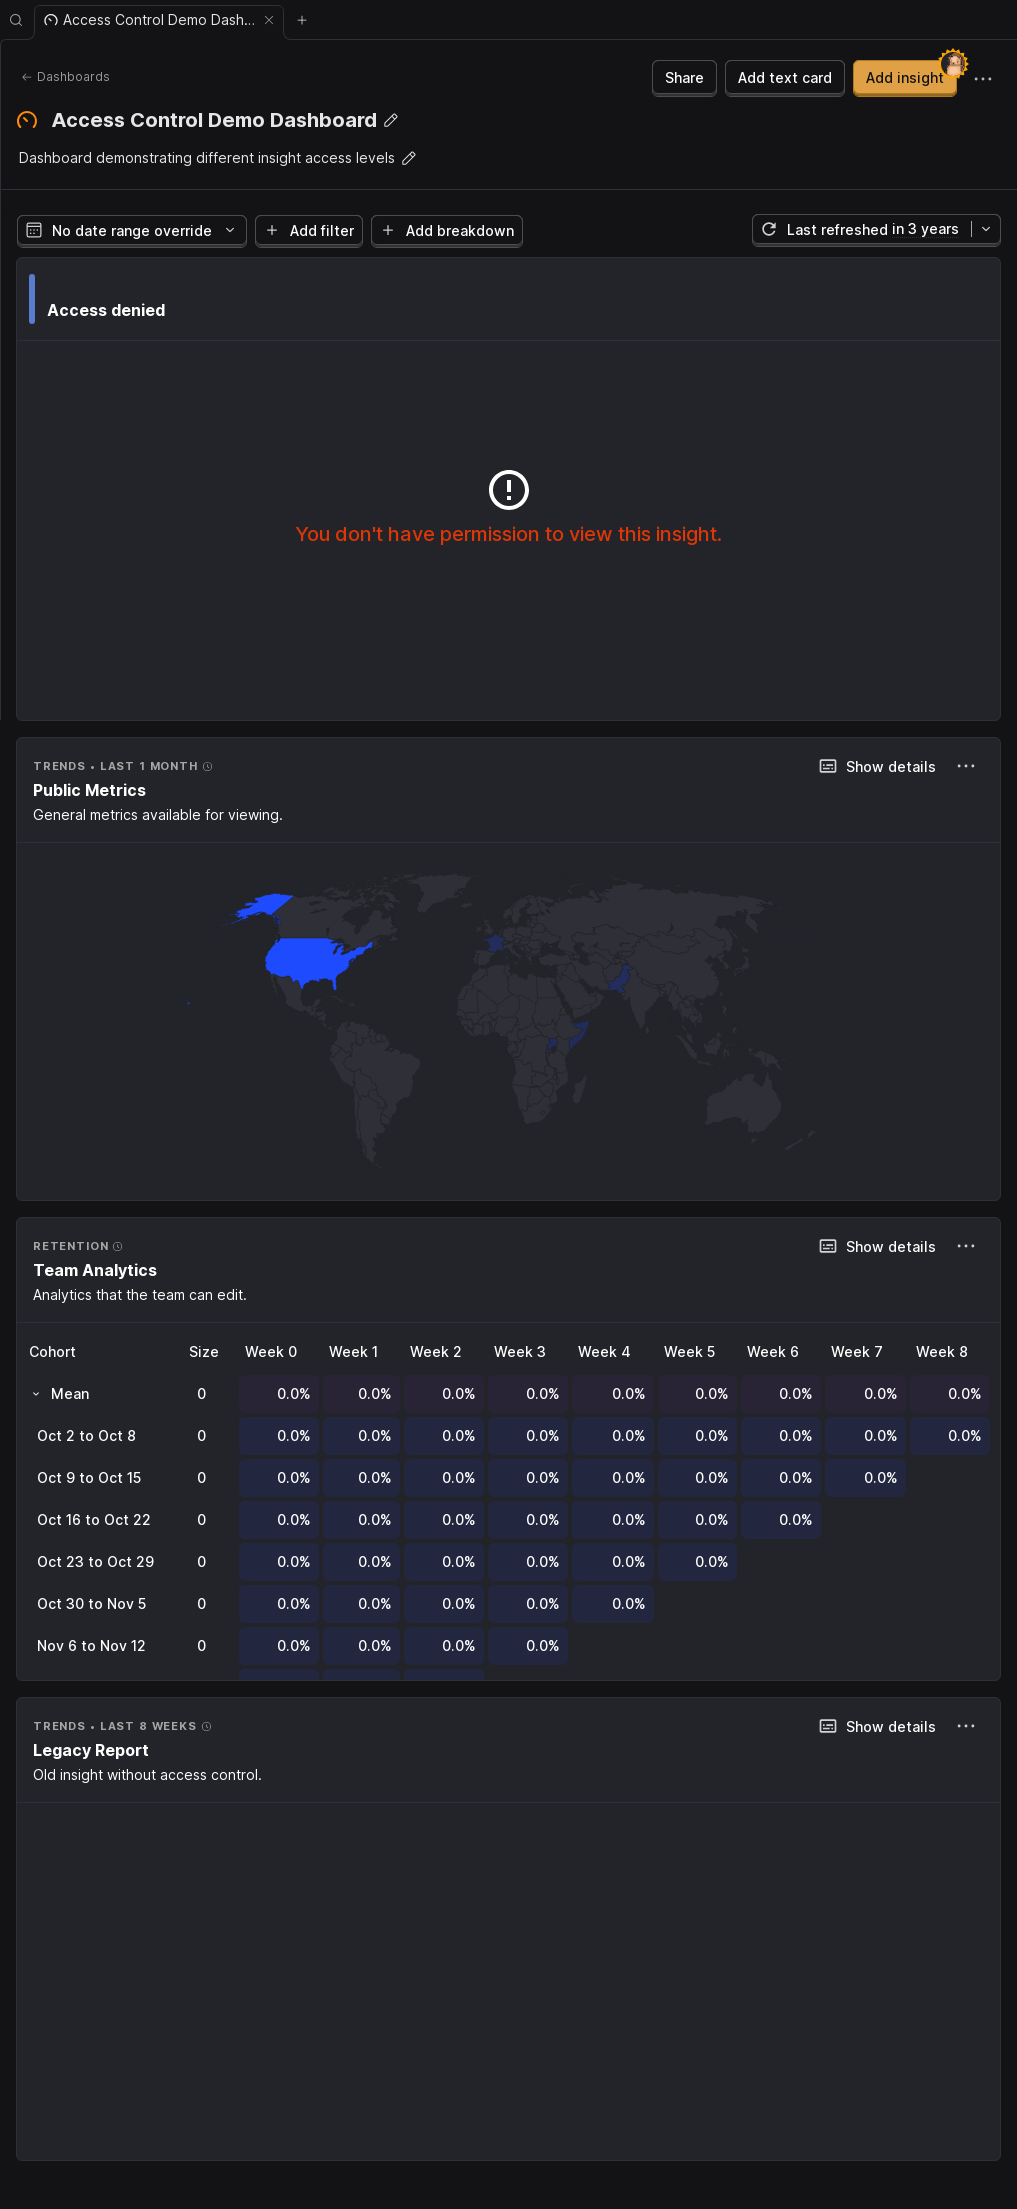 Access Control Demo Dash...
Dashboards
Share
Add text card
Add insight
Access Control Demo Dashboard
Dashboard demonstrating different insight access levels
No date range override
Add filter
Add breakdown
Last refreshed in 3 years
Access denied
You don't have permission to view this insight.
TRENDS • LAST 1 MONTH
Show details
Public Metrics
General metrics available for viewing.
RETENTION
Show details
Team Analytics
Analytics that the team can edit.
Cohort Size Week 0 Week 1 Week 2 Week 3 Week 4 Week 5 Week 6 Week 7 Week 8
Mean 0 0.0% 0.0% 0.0% 0.0% 0.0% 0.0% 0.0% 0.0% 0.0%
Oct 2 to Oct 8 0 0.0% 0.0% 0.0% 0.0% 0.0% 0.0% 0.0% 0.0% 0.0%
Oct 9 to Oct 15 0 0.0% 0.0% 0.0% 0.0% 0.0% 0.0% 0.0% 0.0%
Oct 16 to Oct 22 0 0.0% 0.0% 0.0% 0.0% 0.0% 0.0% 0.0%
Oct 23 to Oct 29 0 0.0% 0.0% 0.0% 0.0% 0.0% 0.0%
Oct 30 to Nov 5 0 0.0% 0.0% 0.0% 0.0% 0.0%
Nov 6 to Nov 12 0 0.0% 0.0% 0.0% 0.0%
TRENDS • LAST 8 WEEKS
Show details
Legacy Report
Old insight without access control.